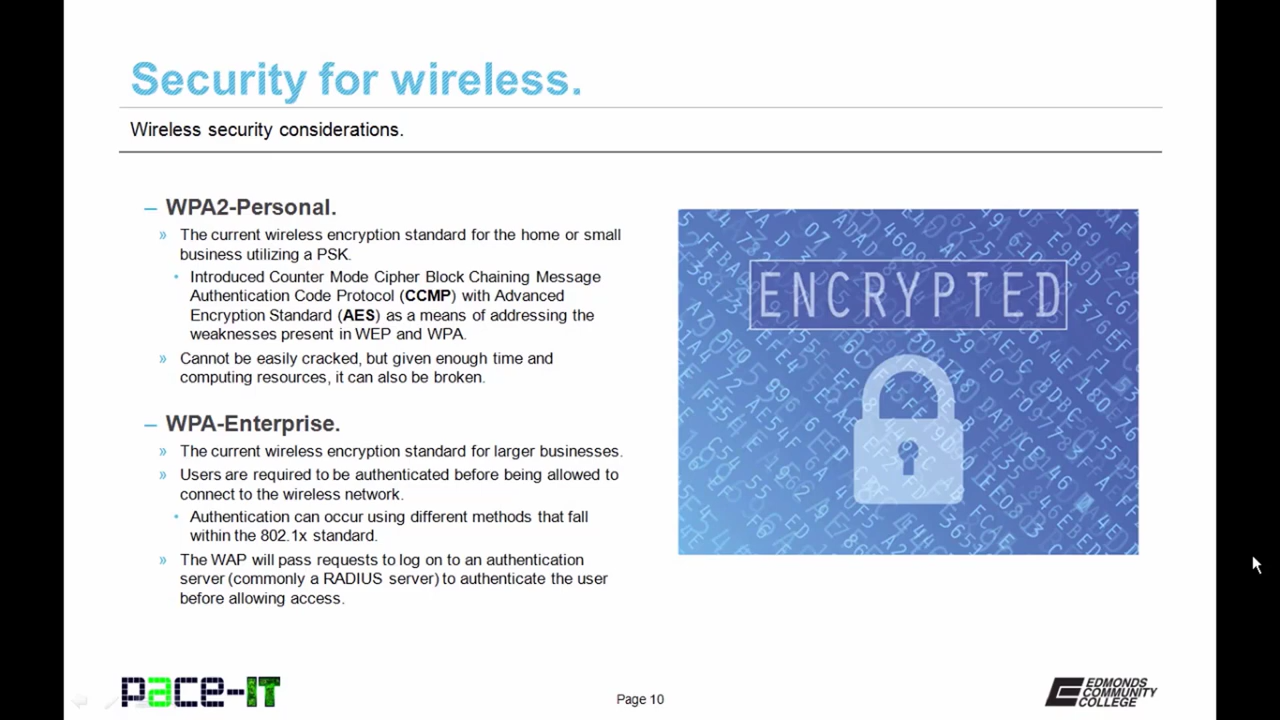 Security for wireless.
Wireless security considerations.
– WPA2-Personal.
» The current wireless encryption standard for the home or small
business utilizing a PSK.
• Introduced Counter Mode Cipher Block Chaining Message
Authentication Code Protocol (CCMP) with Advanced
Encryption Standard (AES) as a means of addressing the
weaknesses present in WEP and WPA.
» Cannot be easily cracked, but given enough time and
computing resources, it can also be broken.
– WPA-Enterprise.
» The current wireless encryption standard for larger businesses.
» Users are required to be authenticated before being allowed to
connect to the wireless network.
• Authentication can occur using different methods that fall
within the 802.1x standard.
» The WAP will pass requests to log on to an authentication
server (commonly a RADIUS server) to authenticate the user
before allowing access.
ENCRYPTED
pace-IT
Page 10
EDMONDS
COMMUNITY
COLLEGE